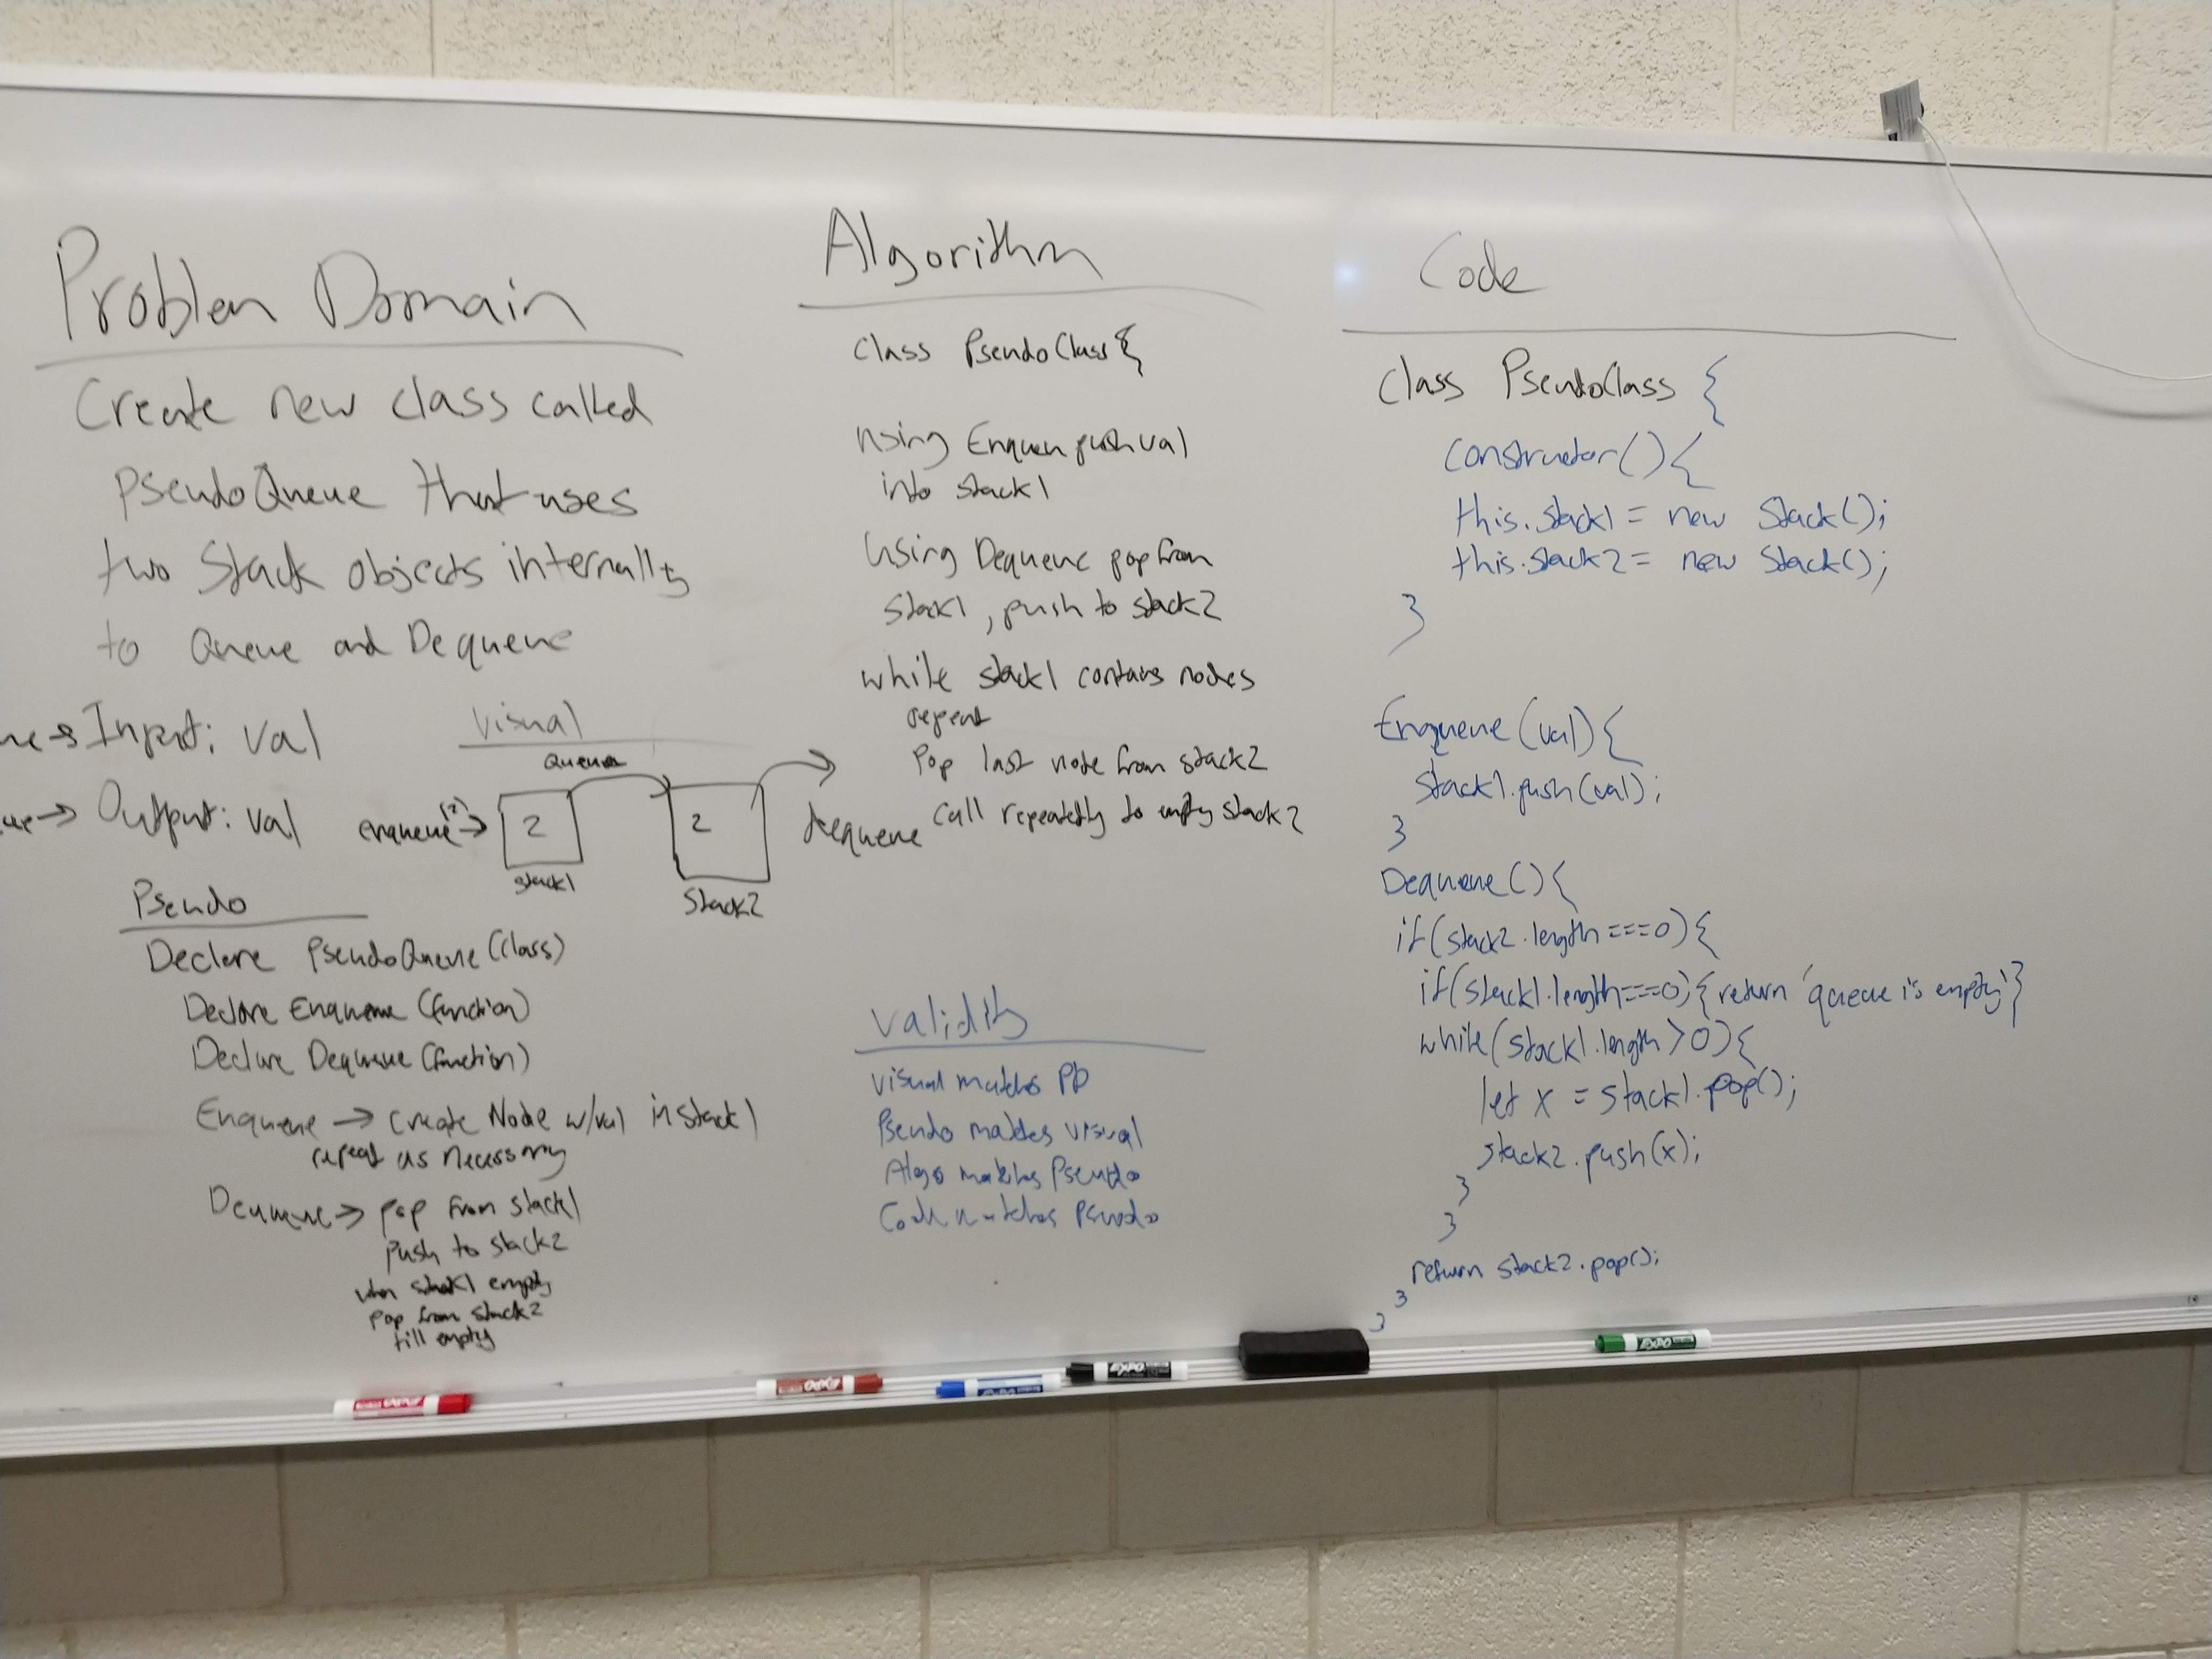 Problem Domain
Create new class called
PseudoQueue that uses
two Stack objects internally
to Queue and Dequeue
Input: val
Output: val
Visual
Queue
enqueue(2) →
2
2
stack1
Stack2
dequeue
Pseudo
Declare PseudoQueue (class)
Declare Enqueue (function)
Declare Dequeue (function)
Enqueue → create Node w/val in stack1
repeat as necessary
Dequeue → pop from stack1
push to stack2
when stack1 empty
pop from stack2
till empty
Algorithm
class PseudoClass {
using Enqueue push val
into stack1
using Dequeue pop from
stack1, push to stack2
while stack1 contains nodes
repeat
Pop last node from stack2
call repeatedly to empty stack2
Validity
visual matches PD
Pseudo matches visual
Algo matches Pseudo
Code matches Pseudo
Code
class PseudoClass {
constructor(){
this.stack1 = new Stack();
this.stack2 = new Stack();
}
Enqueue(val){
stack1.push(val);
}
Dequeue(){
if(stack2.length===0){
if(stack1.length===0){return 'queue is empty'}
while(stack1.length>0){
let x = stack1.pop();
stack2.push(x);
}
}
return stack2.pop();
}
}
EXPO